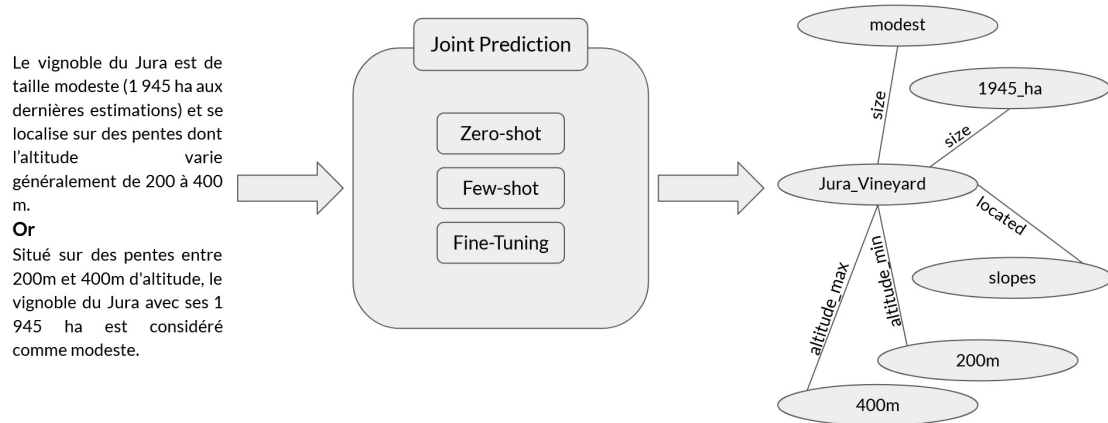 Le vignoble du Jura est de
taille modeste (1 945 ha aux
dernières estimations) et se
localise sur des pentes dont
l'altitude varie
généralement de 200 à 400
m.
Or
Situé sur des pentes entre
200m et 400m d'altitude, le
vignoble du Jura avec ses 1
945 ha est considéré
comme modeste.
Joint Prediction
Zero-shot
Few-shot
Fine-Tuning
modest
size
1945_ha
size
Jura_Vineyard
located
slopes
altitude_min
altitude_max
200m
400m